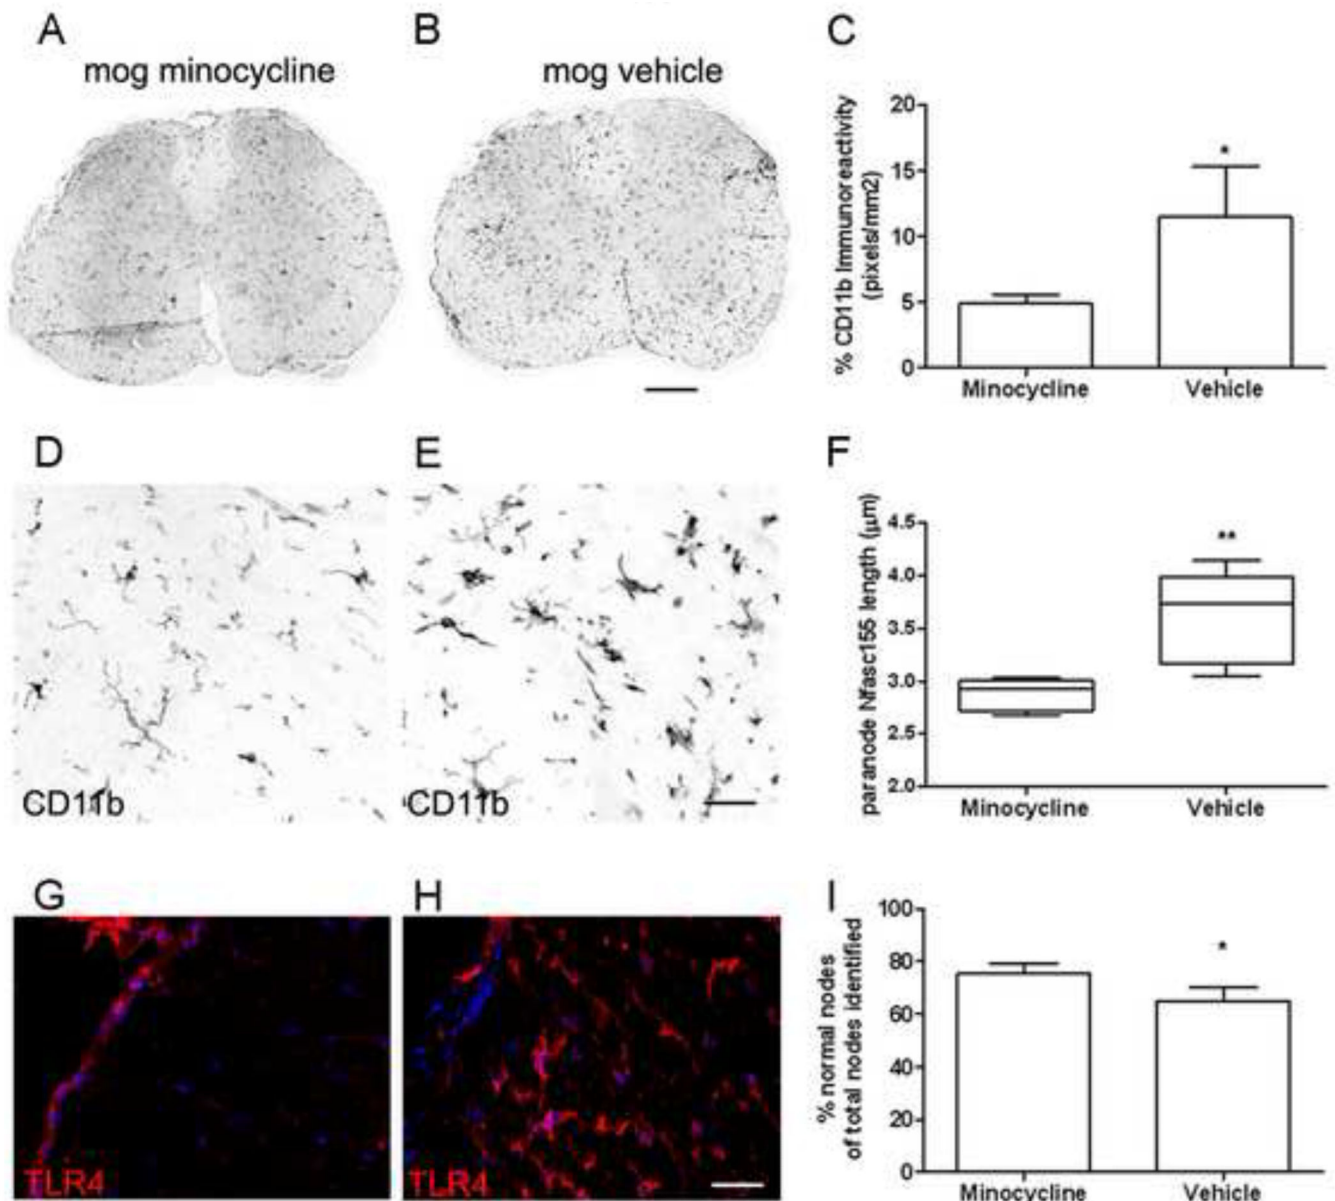 A
mog minocycline
B
mog vehicle
C
% CD11b Immunoreactivity
(pixels/mm2)
20
15
10
5
0
*
Minocycline
Vehicle
D
CD11b
E
CD11b
F
paranode Nfasc155 length (μm)
4.5
4.0
3.5
3.0
2.5
2.0
**
Minocycline
Vehicle
G
TLR4
H
TLR4
I
% normal nodes
of total nodes identified
100
80
60
40
20
0
*
Minocycline
Vehicle